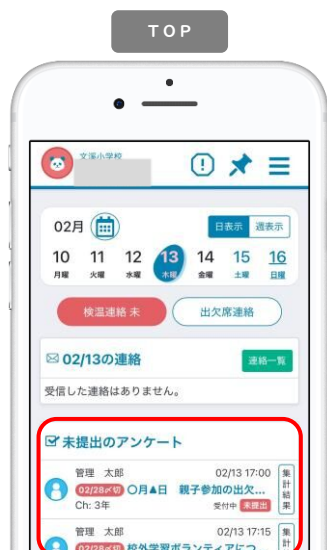 TOP
文渓小学校
02月
日表示 週表示
10 11 12 13 14 15 16
月曜 火曜 水曜 木曜 金曜 土曜 日曜
検温連絡 未 出欠席連絡
02/13の連絡 連絡一覧
受信した連絡はありません。
未提出のアンケート
管理 太郎 02/13 17:00 集計結果
02/28〆切 〇月▲日 親子参加の出欠...
Ch: 3年 受付中 未提出
管理 太郎 02/13 17:15 集計
02/28〆切 校外学習ボランティアにつ...